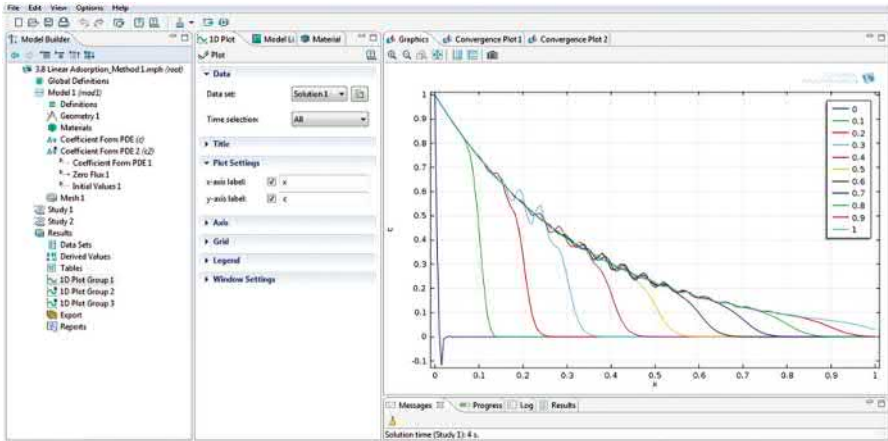 File Edit View Options Help
Model Builder
3.8 Linear Adsorption_Method 1.mph (root)
Global Definitions
Model 1 (mod1)
Definitions
Geometry 1
Materials
Coefficient Form PDE (c)
Coefficient Form PDE 2 (c2)
Coefficient Form PDE 1
Zero Flux 1
Initial Values 1
Mesh 1
Study 1
Study 2
Results
Data Sets
Derived Values
Tables
1D Plot Group 1
1D Plot Group 2
1D Plot Group 3
Export
Reports
1D Plot
Model Li
Material
Plot
Data
Data set: Solution 1
Time selection: All
Title
Plot Settings
x-axis label: x
y-axis label: c
Axis
Grid
Legend
Window Settings
Graphics
Convergence Plot 1
Convergence Plot 2
1
0.9
0.8
0.7
0.6
0.5
0.4
0.3
0.2
0.1
0
-0.1
c
0 0.1 0.2 0.3 0.4 0.5 0.6 0.7 0.8 0.9 1
x
0
0.1
0.2
0.3
0.4
0.5
0.6
0.7
0.8
0.9
1
Messages
Progress
Log
Results
Solution time (Study 1): 4 s.